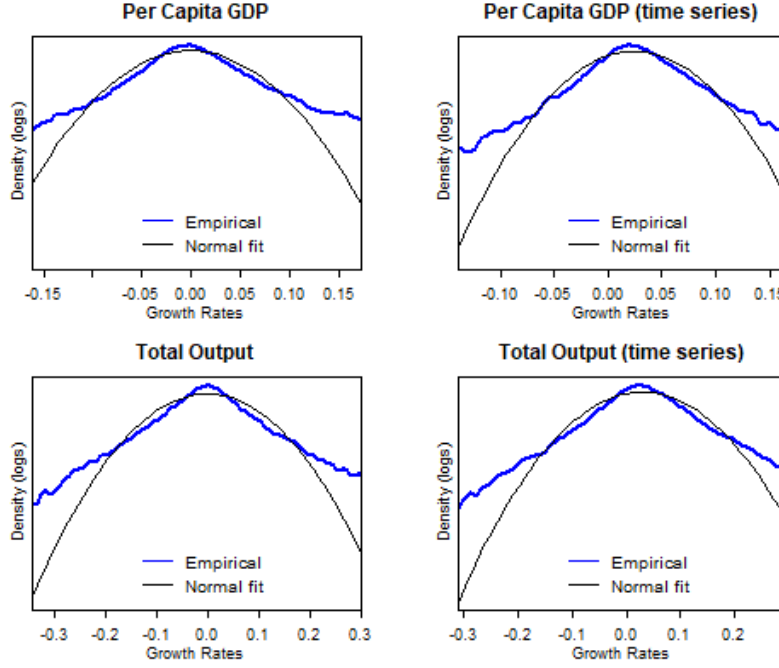 Per Capita GDP
Density (logs)
Empirical
Normal fit
-0.15 -0.05 0.00 0.05 0.10 0.15
Growth Rates
Per Capita GDP (time series)
Density (logs)
Empirical
Normal fit
-0.10 -0.05 0.00 0.05 0.10 0.15
Growth Rates
Total Output
Density (logs)
Empirical
Normal fit
-0.3 -0.2 -0.1 0.0 0.1 0.2 0.3
Growth Rates
Total Output (time series)
Density (logs)
Empirical
Normal fit
-0.3 -0.2 -0.1 0.0 0.1 0.2
Growth Rates